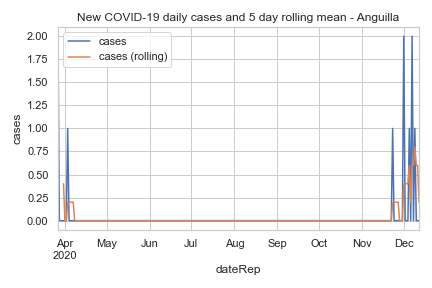 New COVID-19 daily cases and 5 day rolling mean - Anguilla
cases
cases (rolling)
2.00
1.75
1.50
1.25
1.00
0.75
0.50
0.25
0.00
cases
Apr May Jun Jul Aug Sep Oct Nov Dec
2020
dateRep